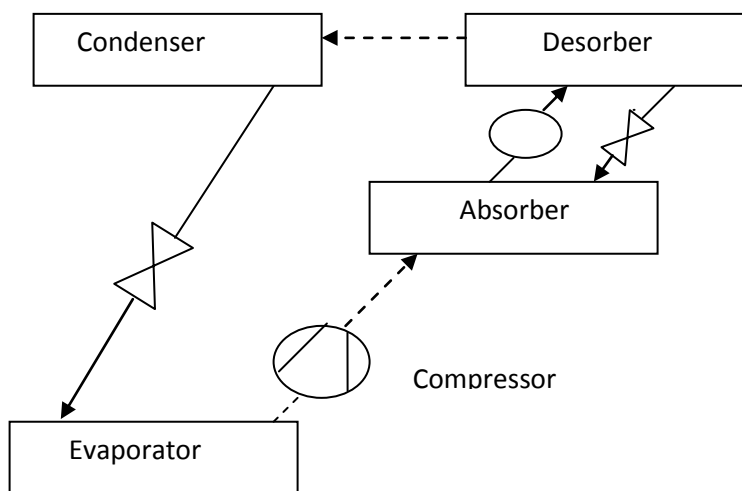 Condenser
Desorber
Absorber
Compressor
Evaporator